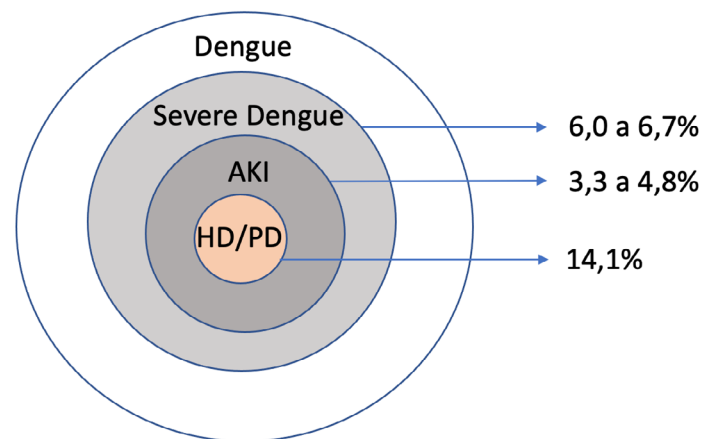 Dengue
Severe Dengue
6,0 a 6,7%
AKI
3,3 a 4,8%
HD/PD
14,1%